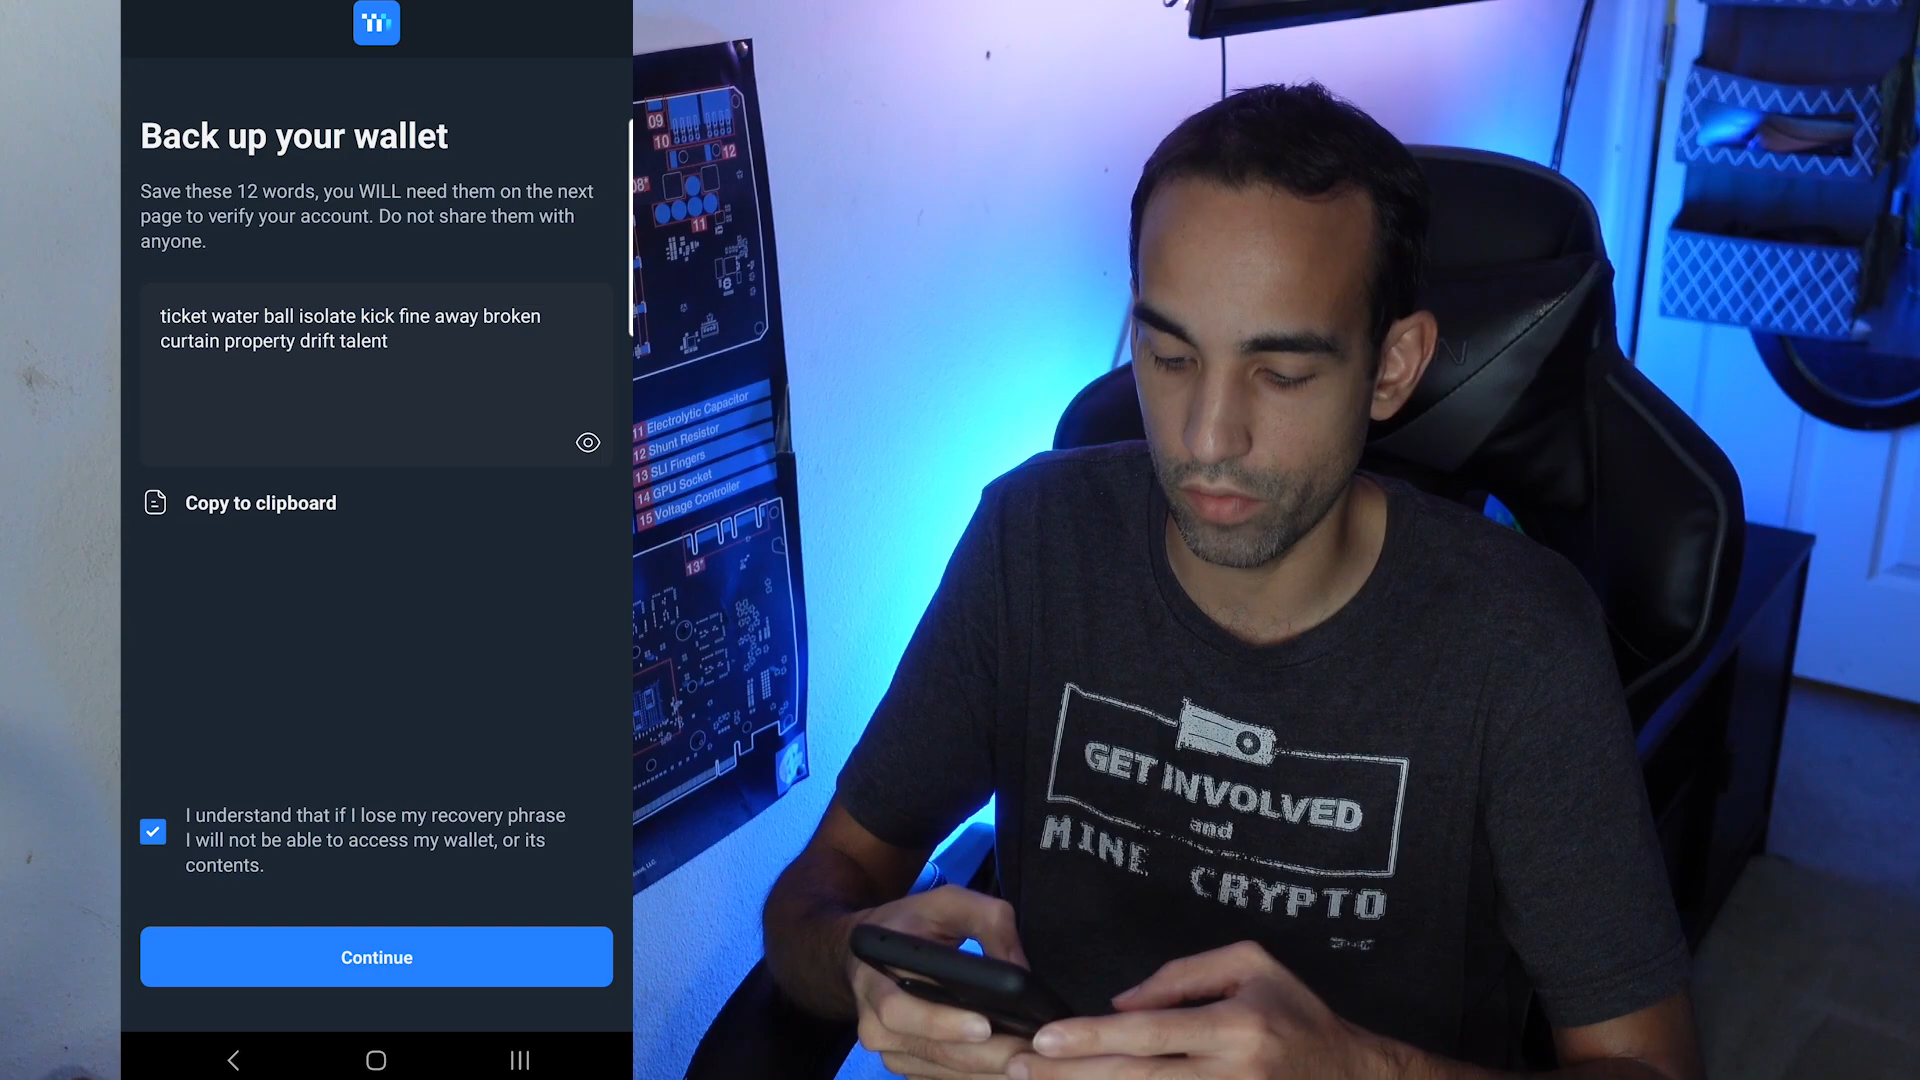 Back up your wallet
Save these 12 words, you WILL need them on the next
page to verify your account. Do not share them with
anyone.
ticket water ball isolate kick fine away broken
curtain property drift talent
Copy to clipboard
I understand that if I lose my recovery phrase
I will not be able to access my wallet, or its
contents.
Continue
09
10
12
08*
11
6
11 Electrolytic Capacitor
12 Shunt Resistor
13 SLI Fingers
14 GPU Socket
15 Voltage Controller
13*
GET INVOLVED
and
MINE CRYPTO